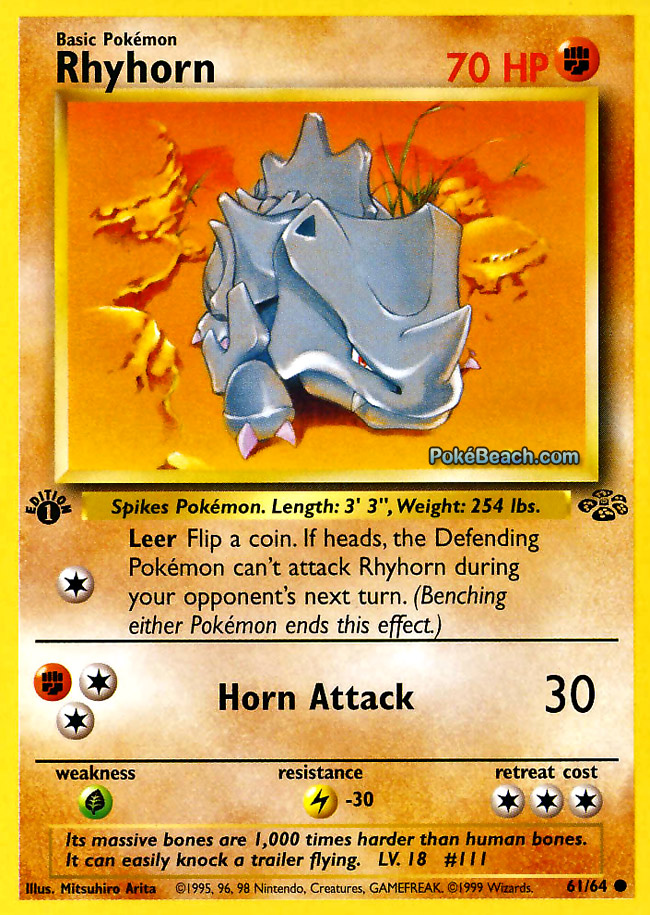 Basic Pokémon
Rhyhorn 70 HP
PokéBeach.com
EDITION 1
Spikes Pokémon. Length: 3' 3", Weight: 254 lbs.
Leer Flip a coin. If heads, the Defending
Pokémon can't attack Rhyhorn during
your opponent's next turn. (Benching
either Pokémon ends this effect.)
Horn Attack 30
weakness resistance retreat cost
-30
Its massive bones are 1,000 times harder than human bones.
It can easily knock a trailer flying. LV. 18 #111
Illus. Mitsuhiro Arita ©1995, 96, 98 Nintendo, Creatures, GAMEFREAK. ©1999 Wizards. 61/64